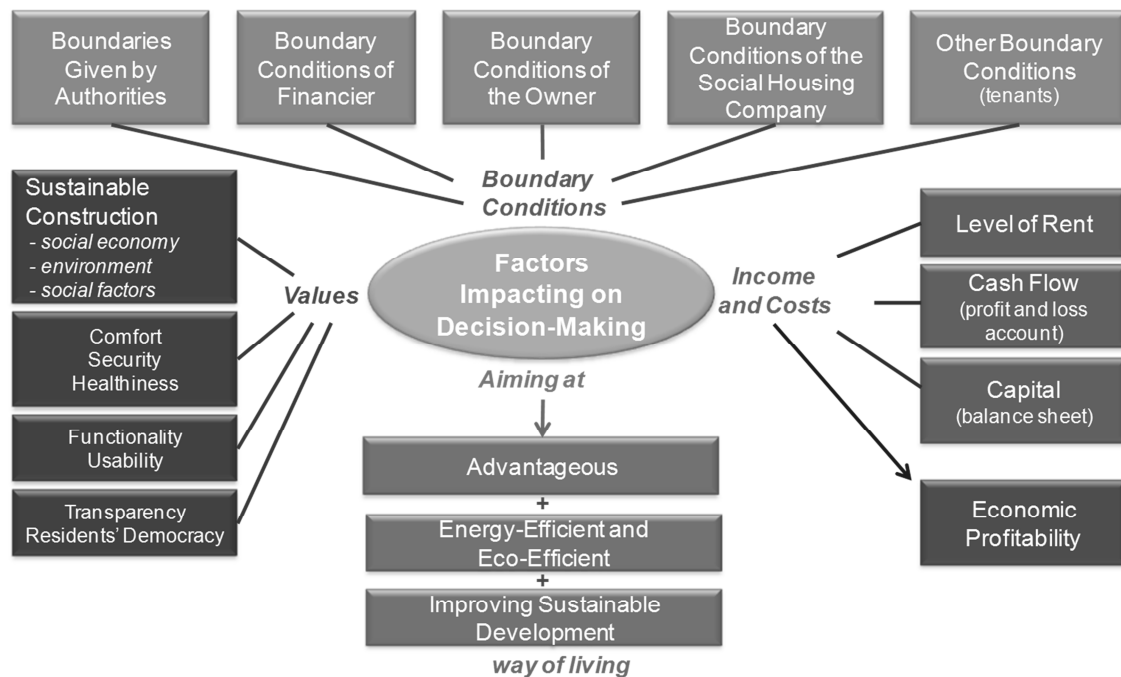 Boundaries
Given by
Authorities
Boundary
Conditions of
Financier
Boundary
Conditions of
the Owner
Boundary
Conditions of the
Social Housing
Company
Other Boundary
Conditions
(tenants)
Boundary
Conditions
Sustainable
Construction
- social economy
- environment
- social factors
Comfort
Security
Healthiness
Functionality
Usability
Transparency
Residents' Democracy
Values
Factors
Impacting on
Decision-Making
Income
and Costs
Level of Rent
Cash Flow
(profit and loss
account)
Capital
(balance sheet)
Economic
Profitability
Aiming at
Advantageous
+
Energy-Efficient and
Eco-Efficient
+
Improving Sustainable
Development
way of living